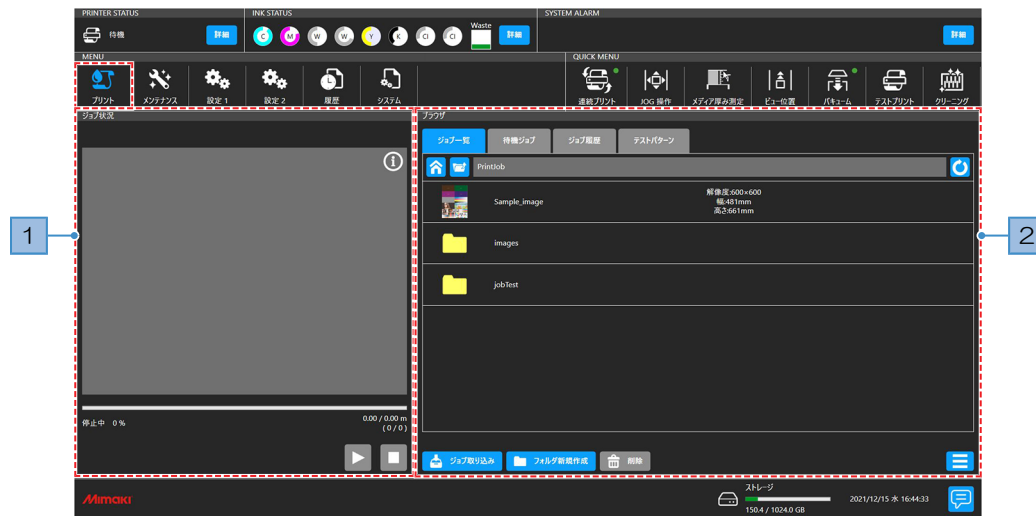 PRINTER STATUS
INK STATUS
SYSTEM ALARM
待機
詳細
C
M
W
W
Y
K
Cl
Cl
Waste
詳細
詳細
MENU
QUICK MENU
プリント
メンテナンス
設定 1
設定 2
履歴
システム
連続プリント
JOG 操作
メディア厚み測定
ビュー位置
バキューム
テストプリント
クリーニング
ジョブ状況
ブラウザ
ジョブ一覧
待機ジョブ
ジョブ履歴
テストパターン
PrintJob
Sample_image
解像度:600×600
幅:481mm
高さ:661mm
1
2
images
jobTest
停止中 0 %
0.00 / 0.00 m
( 0 / 0 )
ジョブ取り込み
フォルダ新規作成
削除
Mimaki
ストレージ
150.4 / 1024.0 GB
2021/12/15 水 16:44:33